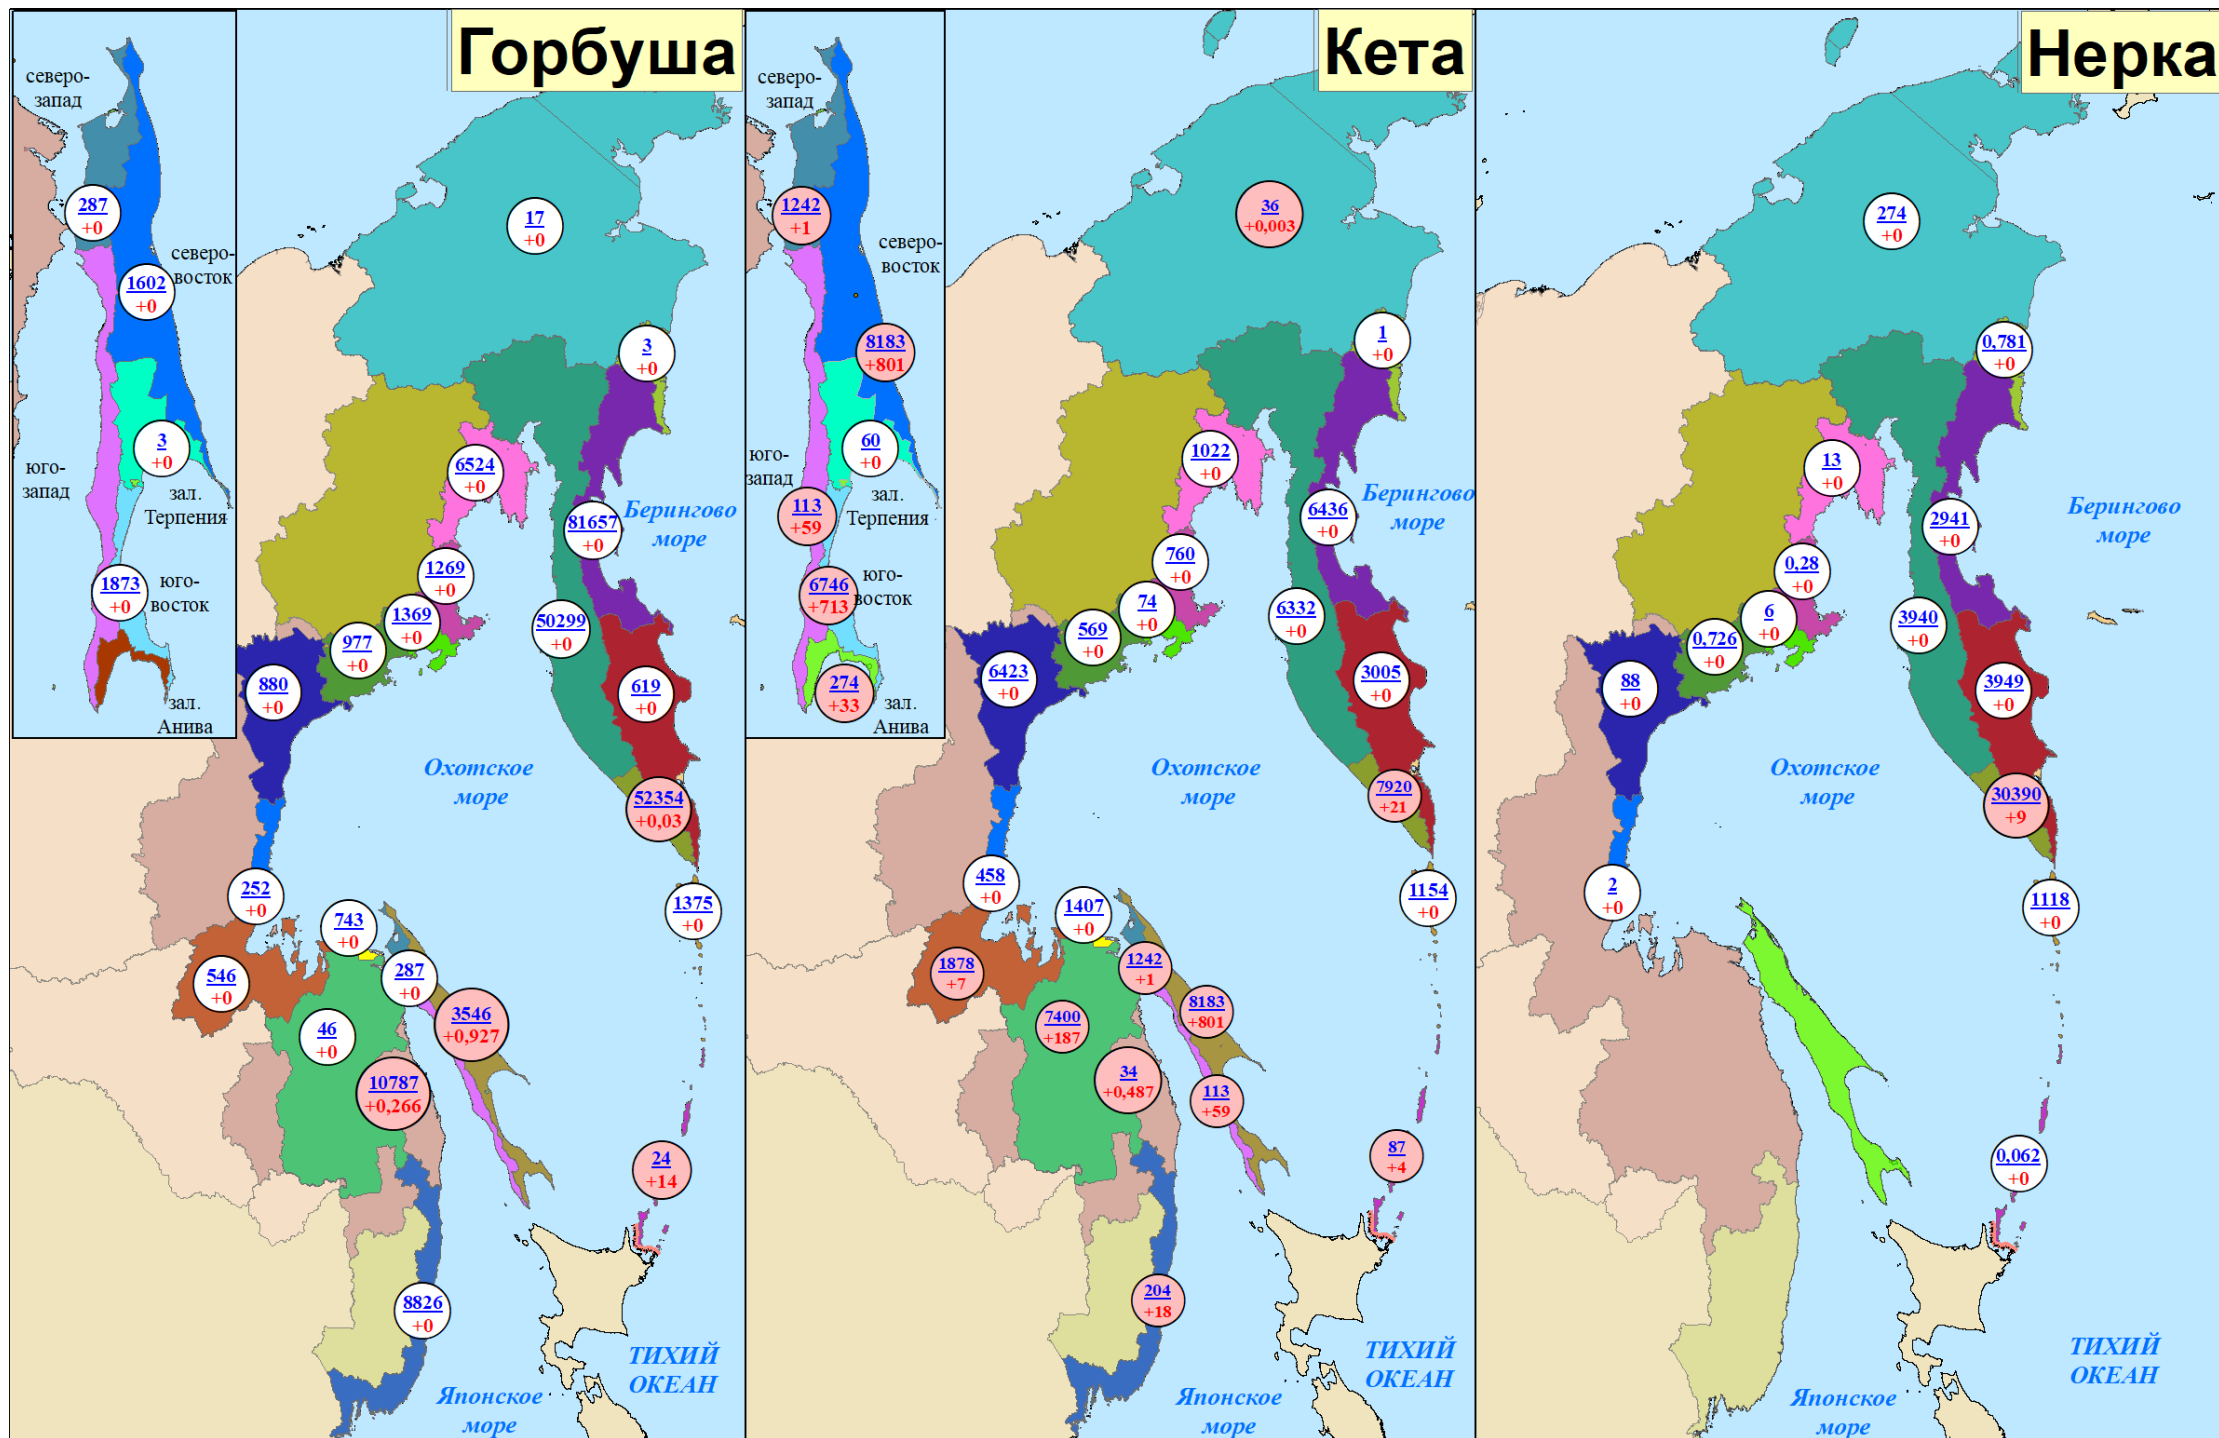 Горбуша
северо-
запад
287
+0
северо-
восток
1602
+0
3
+0
юго-
запад
зал.
Терпения
1873
+0
юго-
восток
зал.
Анива
17
+0
3
+0
6524
+0
81657
+0
Берингово
море
1269
+0
1369
+0
977
+0
50299
+0
880
+0
619
+0
Охотское
море
52354
+0,03
252
+0
743
+0
1375
+0
546
+0
287
+0
46
+0
3546
+0,927
10787
+0,266
24
+14
8826
+0
ТИХИЙ
ОКЕАН
Японское
море
Кета
северо-
запад
1242
+1
северо-
восток
8183
+801
60
+0
юго-
запад
113
+59
зал.
Терпения
6746
+713
юго-
восток
274
+33
зал.
Анива
36
+0,003
1
+0
1022
+0
6436
+0
Берингово
море
760
+0
74
+0
569
+0
6332
+0
6423
+0
3005
+0
Охотское
море
7920
+21
458
+0
1407
+0
1154
+0
1878
+7
1242
+1
7400
+187
8183
+801
34
+0,487
113
+59
87
+4
204
+18
ТИХИЙ
ОКЕАН
Японское
море
Нерка
274
+0
0,781
+0
13
+0
2941
+0
Берингово
море
0,28
+0
6
+0
0,726
+0
3940
+0
88
+0
3949
+0
Охотское
море
30390
+9
2
+0
1118
+0
0,062
+0
ТИХИЙ
ОКЕАН
Японское
море